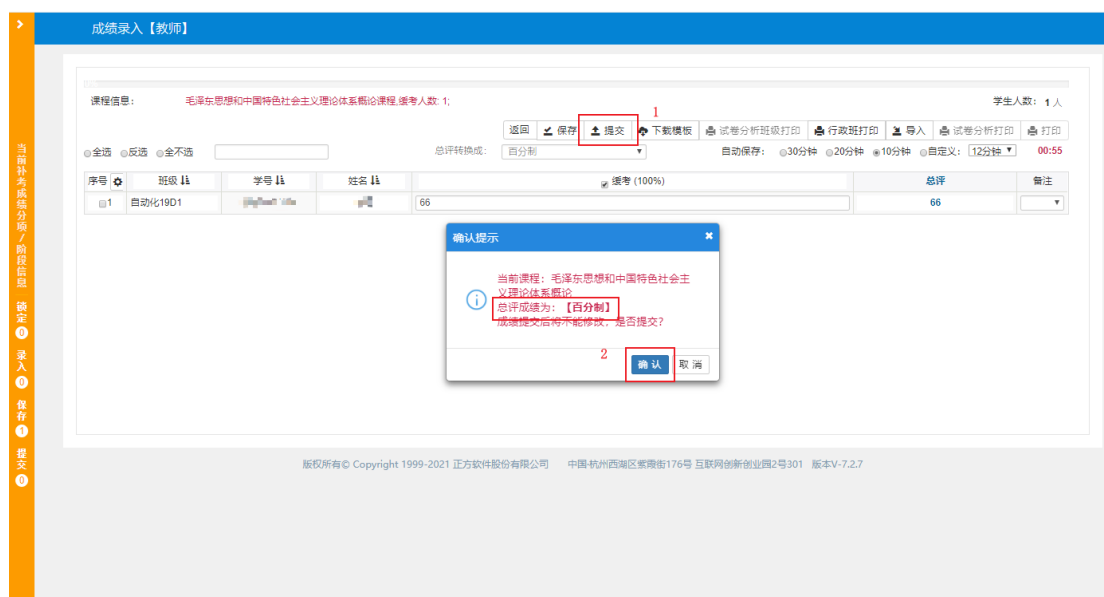 成绩录入【教师】
课程信息： 毛泽东思想和中国特色社会主义理论体系概论课程,缓考人数: 1; 学生人数：1人
1
返回 保存 提交 下载模板 试卷分析班级打印 行政班打印 导入 试卷分析打印 打印
全选 反选 全不选 总评转换成: 百分制 自动保存: 30分钟 20分钟 10分钟 自定义: 12分钟 00:55
序号 班级 学号 姓名 缓考 (100%) 总评 备注
1 自动化19D1 66 66
确认提示
当前课程：毛泽东思想和中国特色社会主
义理论体系概论
总评成绩为：【百分制】
成绩提交后将不能修改，是否提交？
2
确认 取消
当前补考成绩分项/阶段信息 锁定 0 录入 0 保存 1 提交 0
版权所有© Copyright 1999-2021 正方软件股份有限公司 中国·杭州西湖区紫霞街176号 互联网创新创业园2号301 版本V-7.2.7